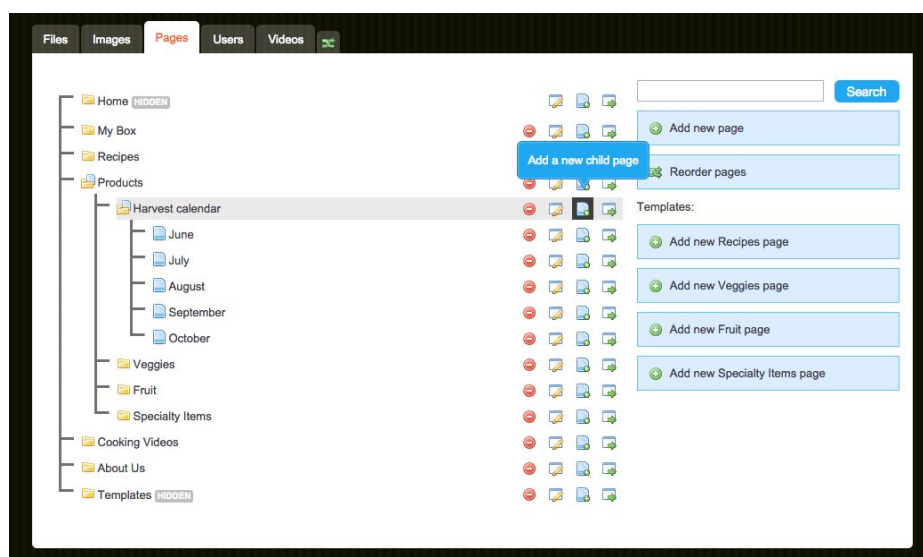 Files Images Pages Users Videos
Home HIDDEN
Search
My Box
Add new page
Recipes
Add a new child page
Reorder pages
Products
Harvest calendar
Templates:
June
Add new Recipes page
July
August
Add new Veggies page
September
October
Add new Fruit page
Veggies
Add new Specialty Items page
Fruit
Specialty Items
Cooking Videos
About Us
Templates HIDDEN